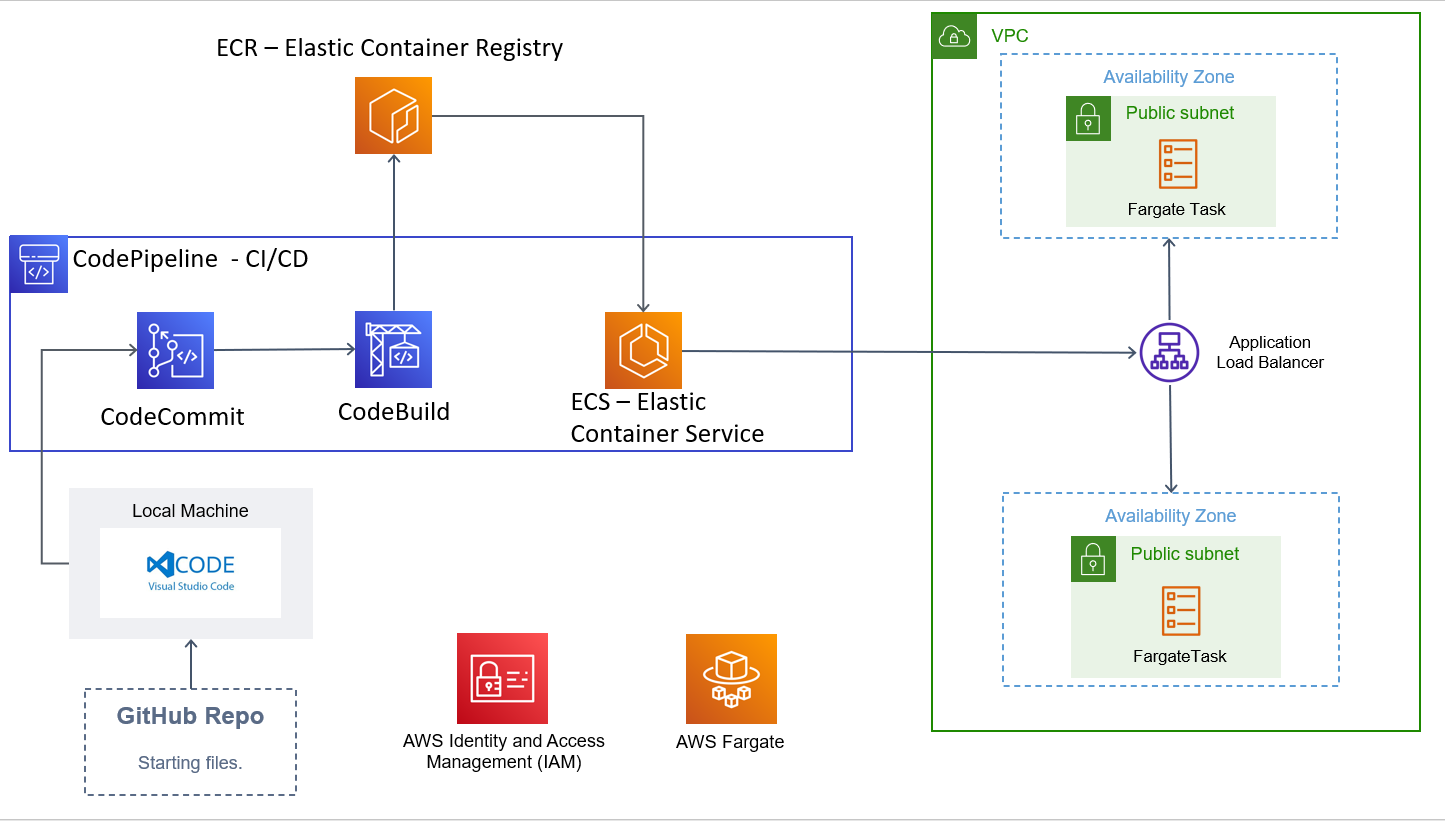 ECR – Elastic Container Registry
VPC
Availability Zone
Public subnet
Fargate Task
CodePipeline - CI/CD
CodeCommit
CodeBuild
ECS – Elastic
Container Service
Application
Load Balancer
Local Machine
CODE
Visual Studio Code
Availability Zone
Public subnet
FargateTask
GitHub Repo
Starting files.
AWS Identity and Access
Management (IAM)
AWS Fargate